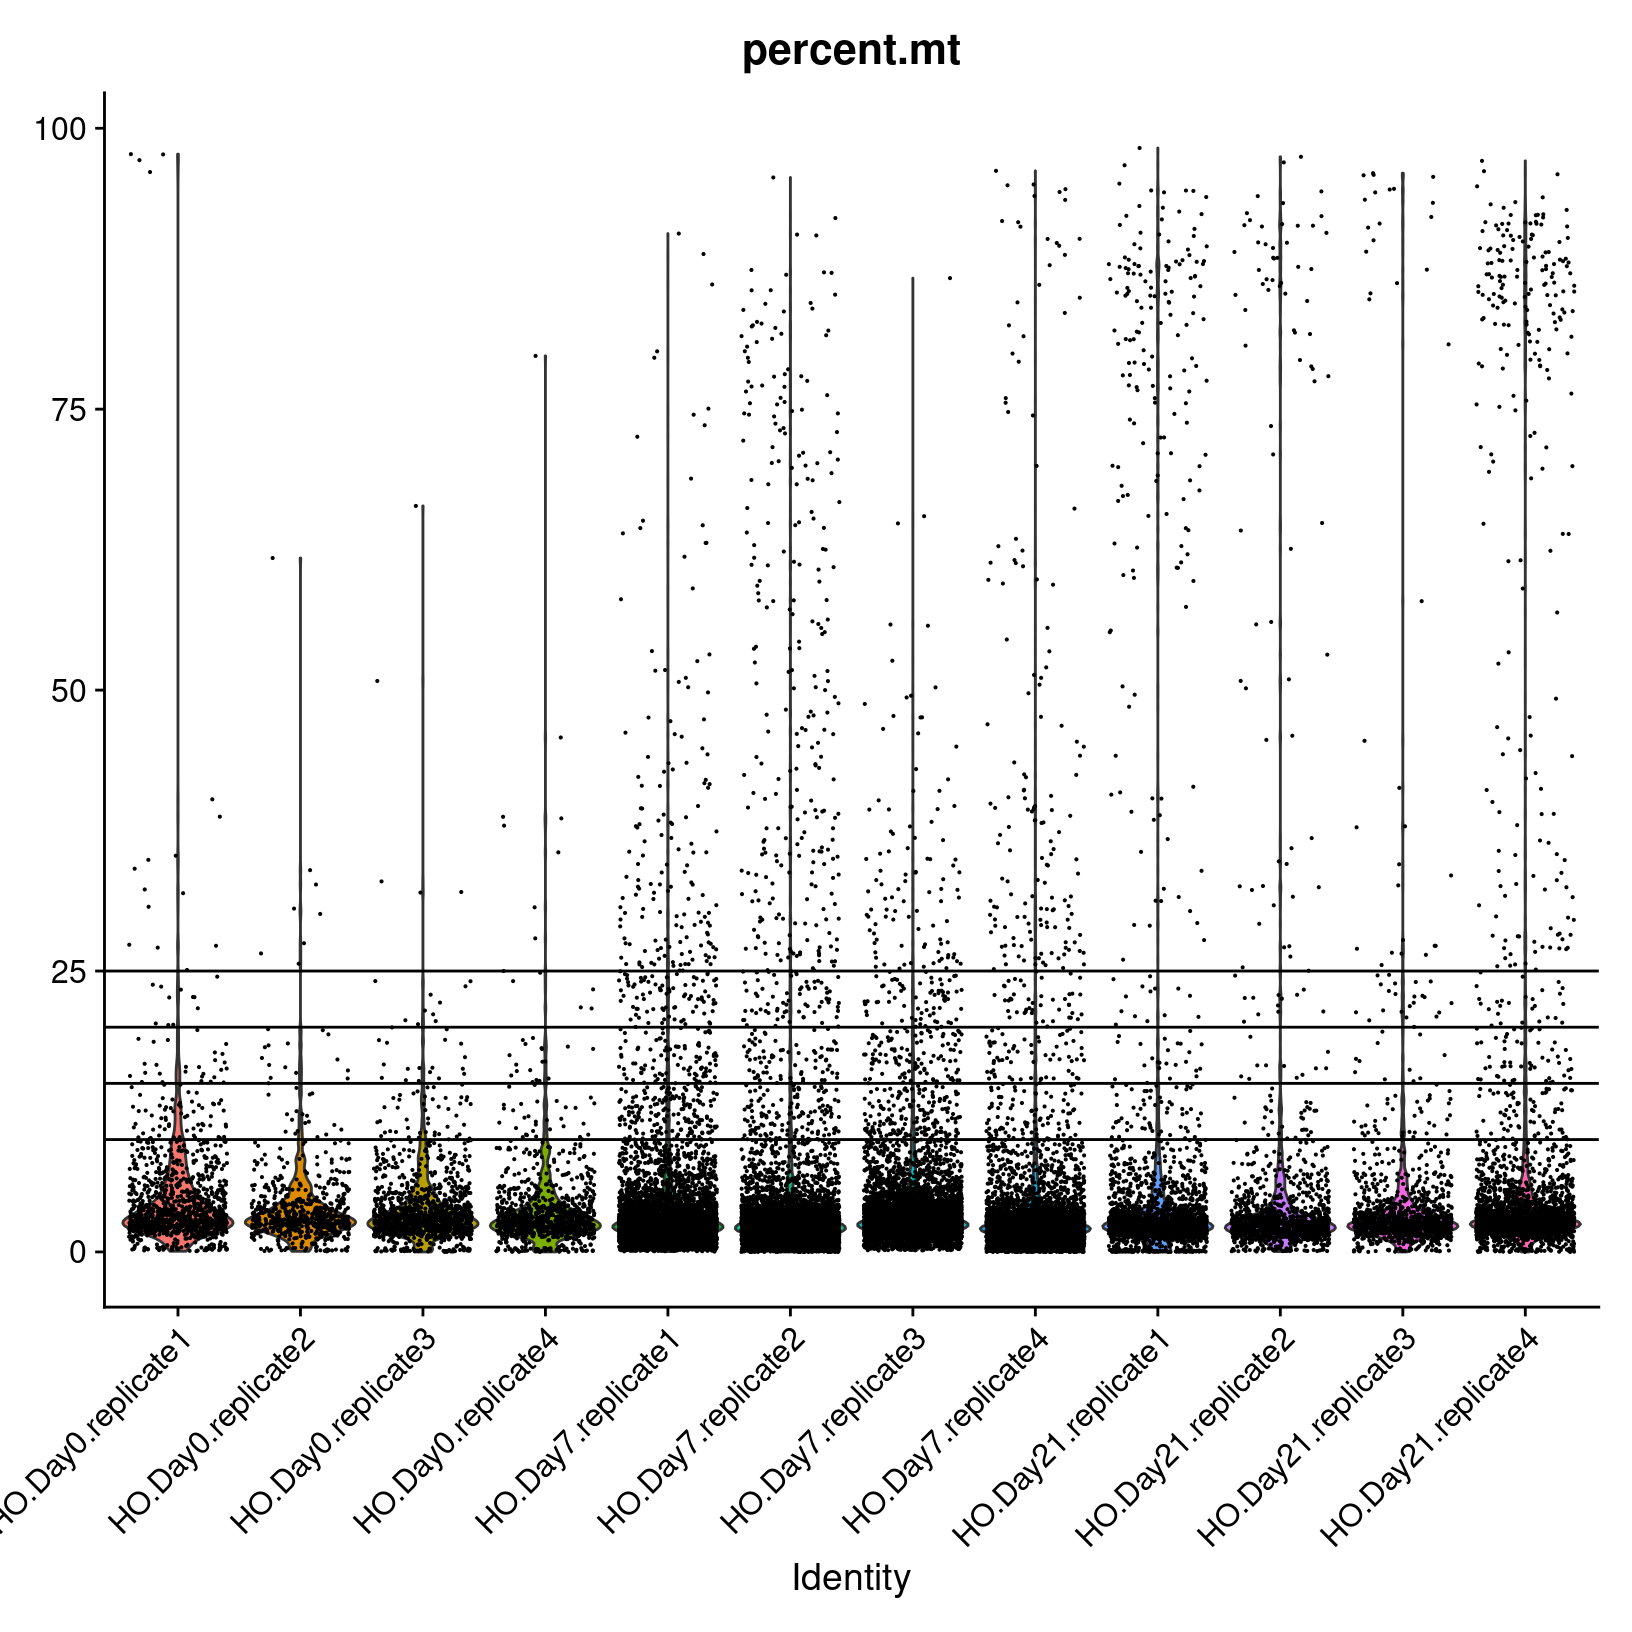 percent.mt
100
75
50
25
0
HO.Day0.replicate1
HO.Day0.replicate2
HO.Day0.replicate3
HO.Day0.replicate4
HO.Day7.replicate1
HO.Day7.replicate2
HO.Day7.replicate3
HO.Day7.replicate4
HO.Day21.replicate1
HO.Day21.replicate2
HO.Day21.replicate3
HO.Day21.replicate4
Identity